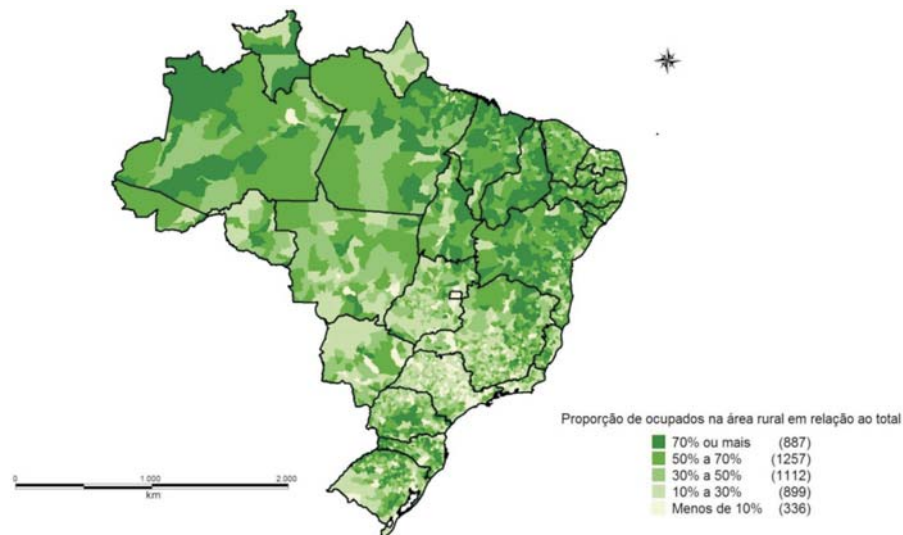 Proporção de ocupados na área rural em relação ao total
70% ou mais (887)
50% a 70% (1257)
30% a 50% (1112)
10% a 30% (899)
Menos de 10% (336)
0 1.000 2.000
km